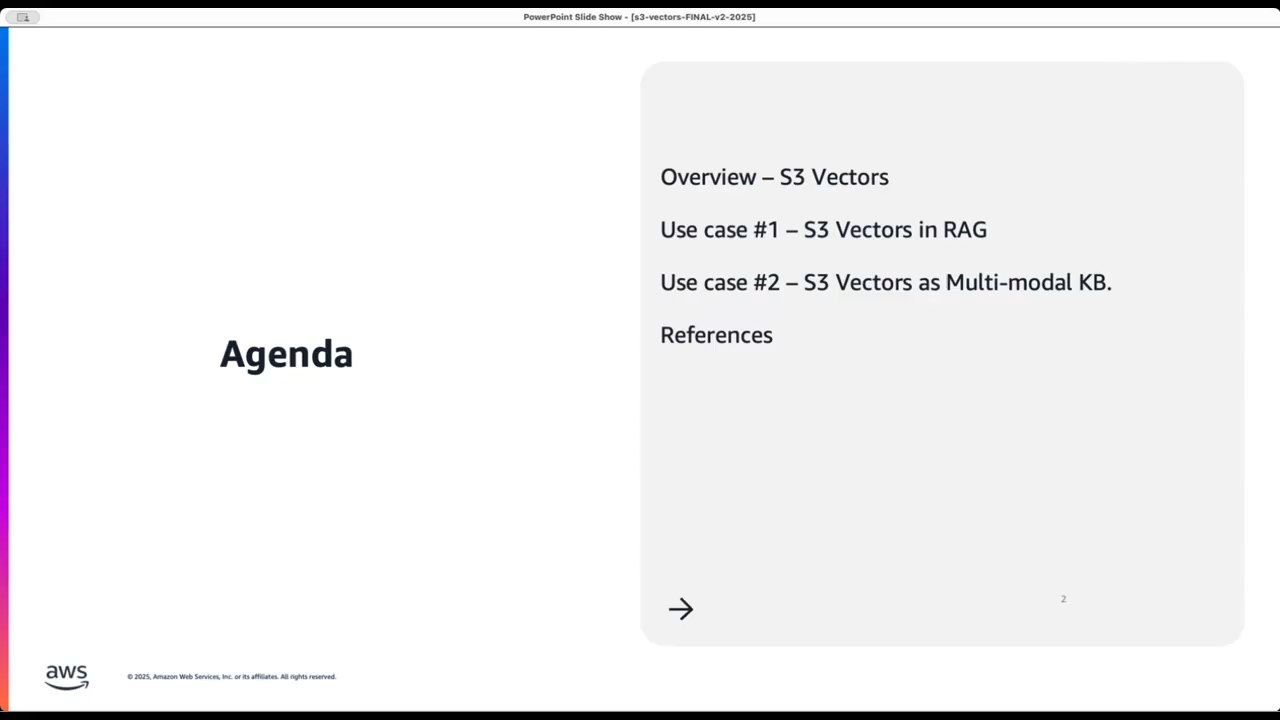 PowerPoint Slide Show - [s3-vectors-FINAL-v2-2025]
Agenda
Overview – S3 Vectors
Use case #1 – S3 Vectors in RAG
Use case #2 – S3 Vectors as Multi-modal KB.
References
2
aws
© 2025, Amazon Web Services, Inc. or its affiliates. All rights reserved.